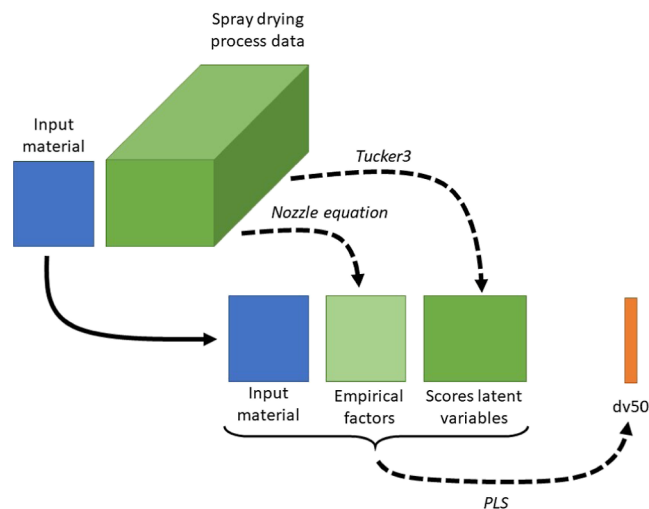 Spray drying
process data
Input
material
Tucker3
Nozzle equation
Input
material
Empirical
factors
Scores latent
variables
dv50
PLS